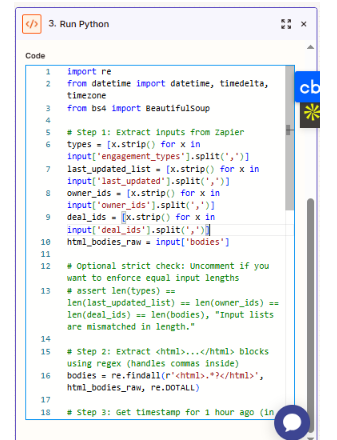 </> 3. Run Python
Code
1 import re
2 from datetime import datetime, timedelta,
timezone
3 from bs4 import BeautifulSoup
4
5 # Step 1: Extract inputs from Zapier
6 types = [x.strip() for x in
input['engagement_types'].split(',')]
7 last_updated_list = [x.strip() for x in
input['last_updated'].split(',')]
8 owner_ids = [x.strip() for x in
input['owner_ids'].split(',')]
9 deal_ids = [x.strip() for x in
input['deal_ids'].split(',')]
10 html_bodies_raw = input['bodies']
11
12 # Optional strict check: Uncomment if you
want to enforce equal input lengths
13 # assert len(types) ==
len(last_updated_list) == len(owner_ids) ==
len(deal_ids) == len(bodies), "Input lists
are mismatched in length."
14
15 # Step 2: Extract <html>...</html> blocks
using regex (handles commas inside)
16 bodies = re.findall(r'<html>.*?</html>',
html_bodies_raw, re.DOTALL)
17
18 # Step 3: Get timestamp for 1 hour ago (in
cb